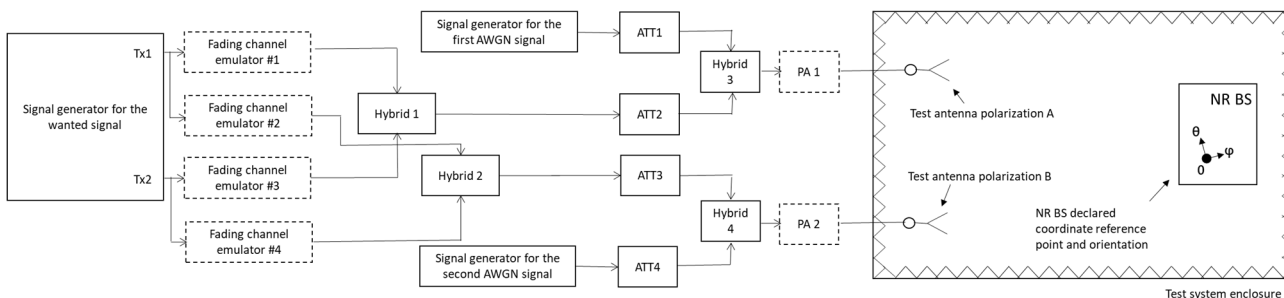 Signal generator for the
wanted signal
Tx1
Tx2
Fading channel
emulator #1
Fading channel
emulator #2
Fading channel
emulator #3
Fading channel
emulator #4
Hybrid 1
Hybrid 2
Signal generator for the
first AWGN signal
Signal generator for the
second AWGN signal
ATT1
ATT2
ATT3
ATT4
Hybrid
3
Hybrid
4
PA 1
PA 2
Test antenna polarization A
Test antenna polarization B
NR BS
θ
φ
0
NR BS declared
coordinate reference
point and orientation
Test system enclosure